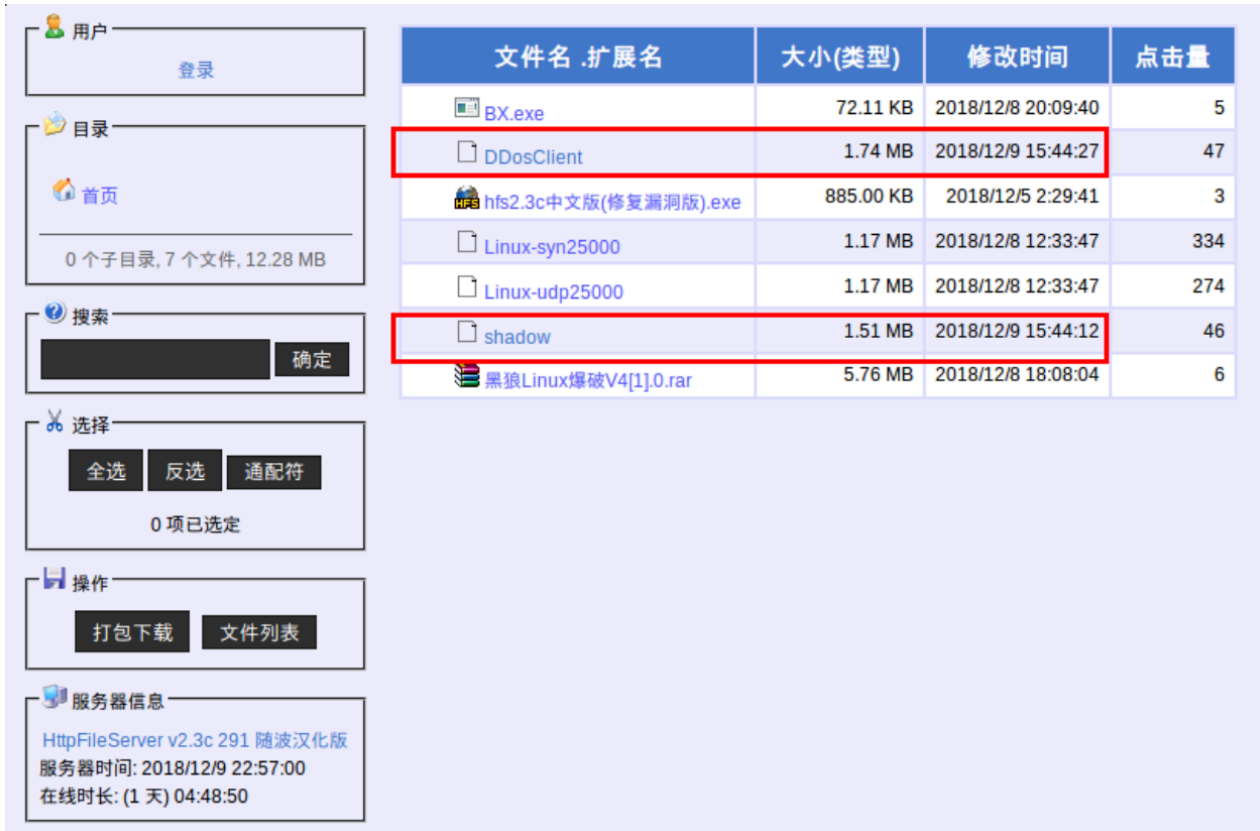 用户
登录
目录
首页
0 个子目录, 7 个文件, 12.28 MB
搜索
确定
选择
全选 反选 通配符
0 项已选定
操作
打包下载 文件列表
服务器信息
HttpFileServer v2.3c 291 随波汉化版
服务器时间: 2018/12/9 22:57:00
在线时长: (1 天) 04:48:50
文件名 .扩展名 大小(类型) 修改时间 点击量
BX.exe 72.11 KB 2018/12/8 20:09:40 5
DDosClient 1.74 MB 2018/12/9 15:44:27 47
HFS hfs2.3c中文版(修复漏洞版).exe 885.00 KB 2018/12/5 2:29:41 3
Linux-syn25000 1.17 MB 2018/12/8 12:33:47 334
Linux-udp25000 1.17 MB 2018/12/8 12:33:47 274
shadow 1.51 MB 2018/12/9 15:44:12 46
黑狼Linux爆破V4[1].0.rar 5.76 MB 2018/12/8 18:08:04 6